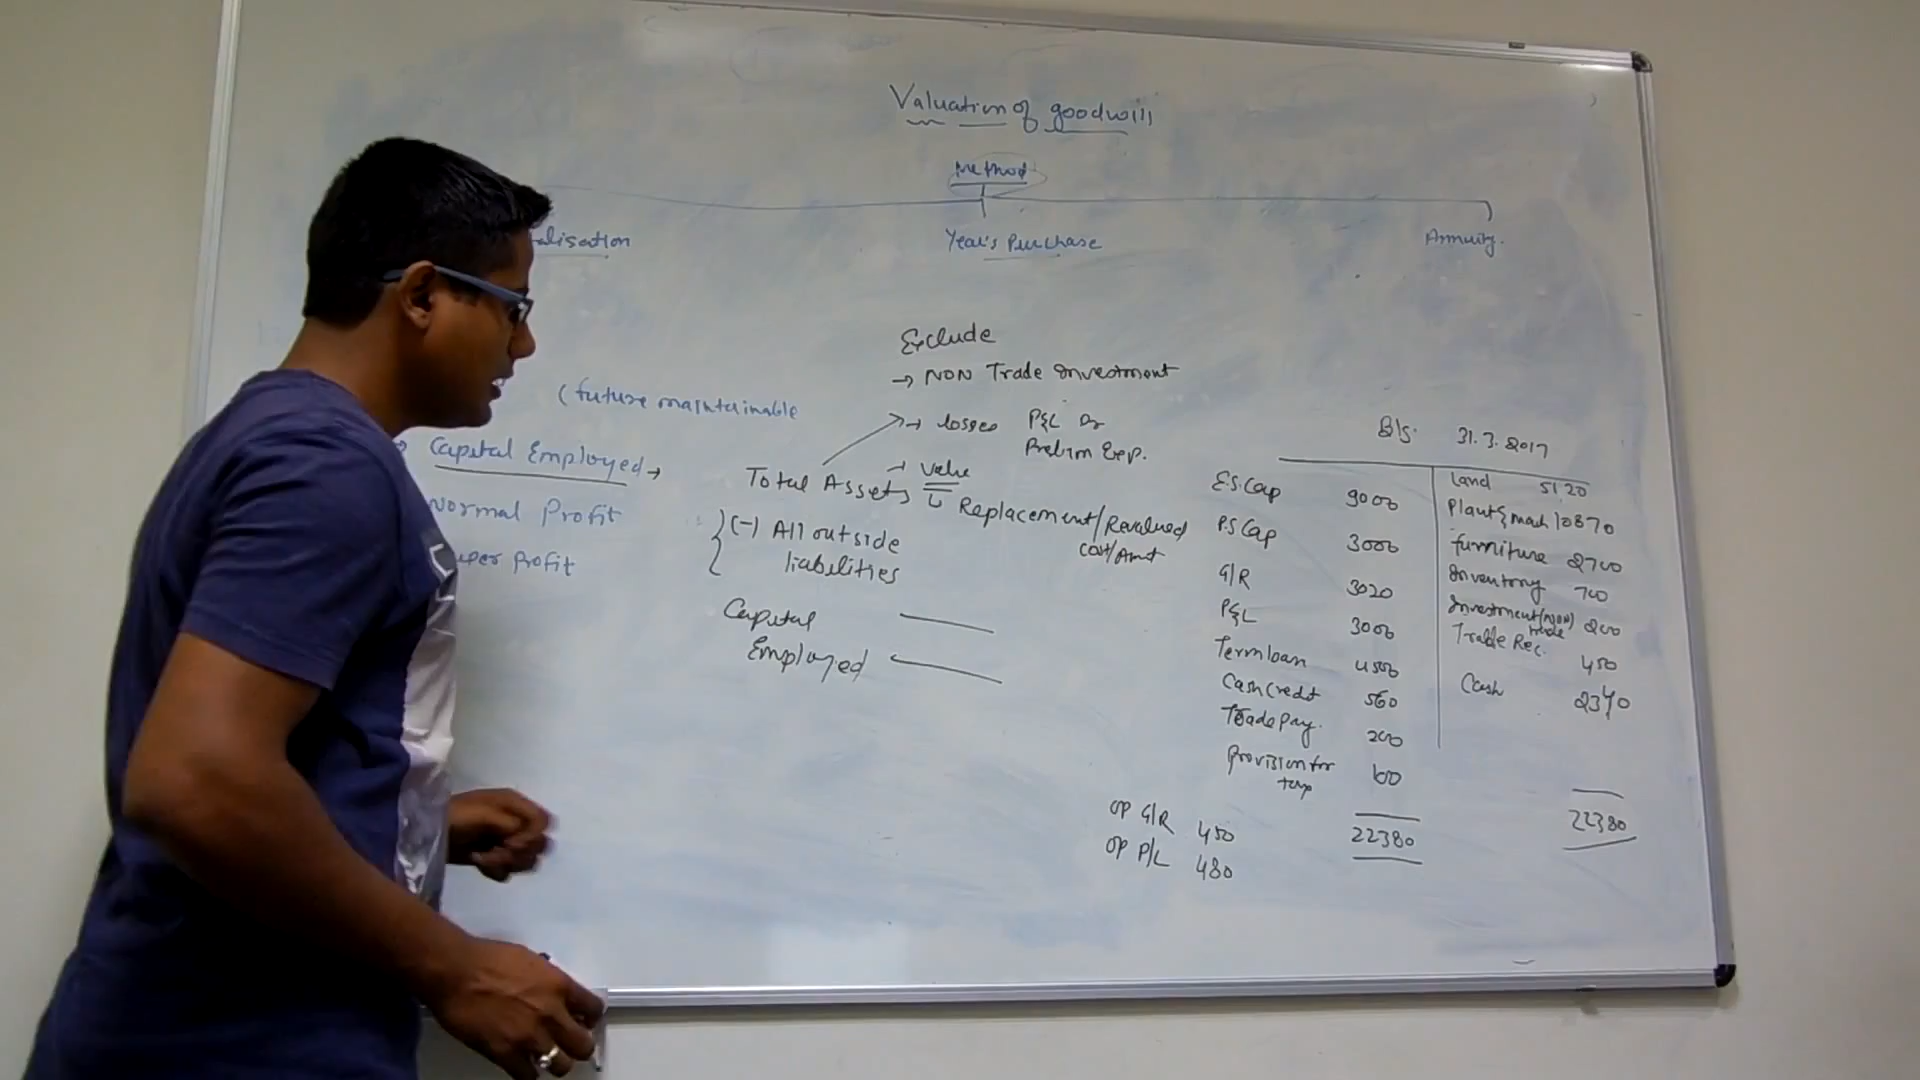 Valuation of goodwill
Method
alisation
Year's Purchase
Annuity.
Exclude
→ NON Trade Investment
→ losses P&L or
Prelim Exp.
(future maintainable
Capital Employed →
Normal Profit
uper Profit
Total Assets → Value
↳ Replacement/Revalued
cost/Amt
(-) All outside
liabilities
Capital
Employed
B/s. 31.3.2017
E.S.Cap 9000
P.S Cap 3000
G/R 3020
P&L 3000
Term loan 4500
Cash Credit 560
Trade pay. 200
Provision for
tax 100
22380
Land 5120
Plant & mach 10870
furniture 2700
Inventory 700
Investment (NON
trade 200
Trade Rec. 450
Cash 2340
22380
OP G/R 450
OP P/L 480